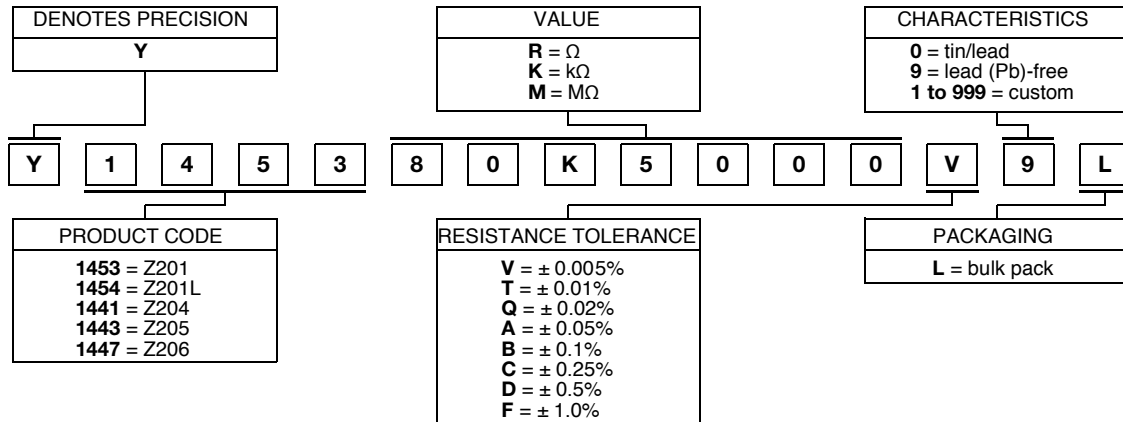 DENOTES PRECISION
Y
VALUE
R = Ω
K = kΩ
M = MΩ
CHARACTERISTICS
0 = tin/lead
9 = lead (Pb)-free
1 to 999 = custom
Y 1 4 5 3 8 0 K 5 0 0 0 V 9 L
PRODUCT CODE
1453 = Z201
1454 = Z201L
1441 = Z204
1443 = Z205
1447 = Z206
RESISTANCE TOLERANCE
V = ± 0.005%
T = ± 0.01%
Q = ± 0.02%
A = ± 0.05%
B = ± 0.1%
C = ± 0.25%
D = ± 0.5%
F = ± 1.0%
PACKAGING
L = bulk pack